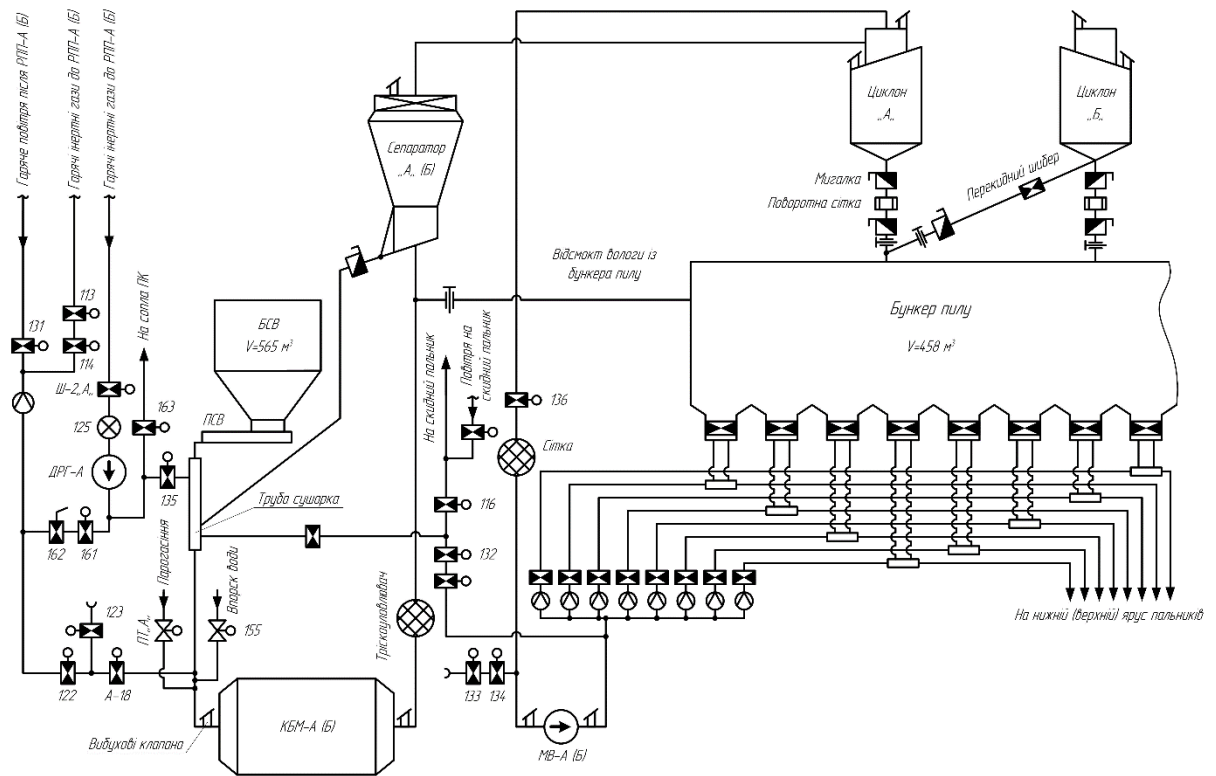 Гаряче повітря після РПП-А (Б)
Гарячі інертні гази до РПП-А (Б)
Гарячі інертні гази до РПП-А (Б)
На сопла ПК
131
113
114
Ш-2„А„
125
ДРГ-А
162
161
163
135
БСВ
V=565 м³
ПСВ
Сепаратор
„А„ (Б)
Труба сушарка
Парогасіння
Впорск води
123
ПТ„А„
155
122
А-18
Вибухові клапана
КБМ-А (Б)
Тріскауловлювач
На скидний пальник
Повітря на
скидний пальник
116
132
136
Сітка
133
134
МВ-А (Б)
Відсмокт вологи із
бункера пилу
Циклон
„А„
Циклон
„Б„
Мигалка
Поворотна сітка
Перекидний шибер
Бункер пилу
V=458 м³
На нижній (верхній) ярус пальників